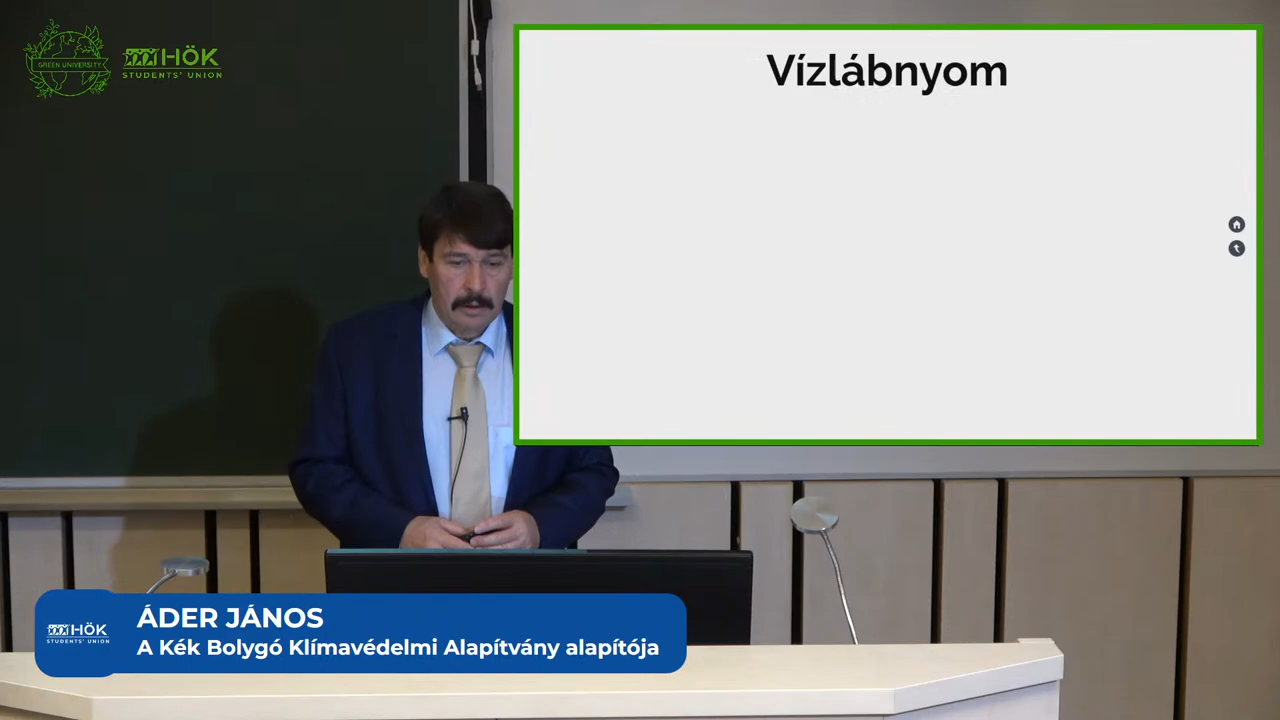 GREEN UNIVERSITY
HÖK
STUDENTS' UNION
Vízlábnyom
HÖK
STUDENTS' UNION
ÁDER JÁNOS
A Kék Bolygó Klímavédelmi Alapítvány alapítója